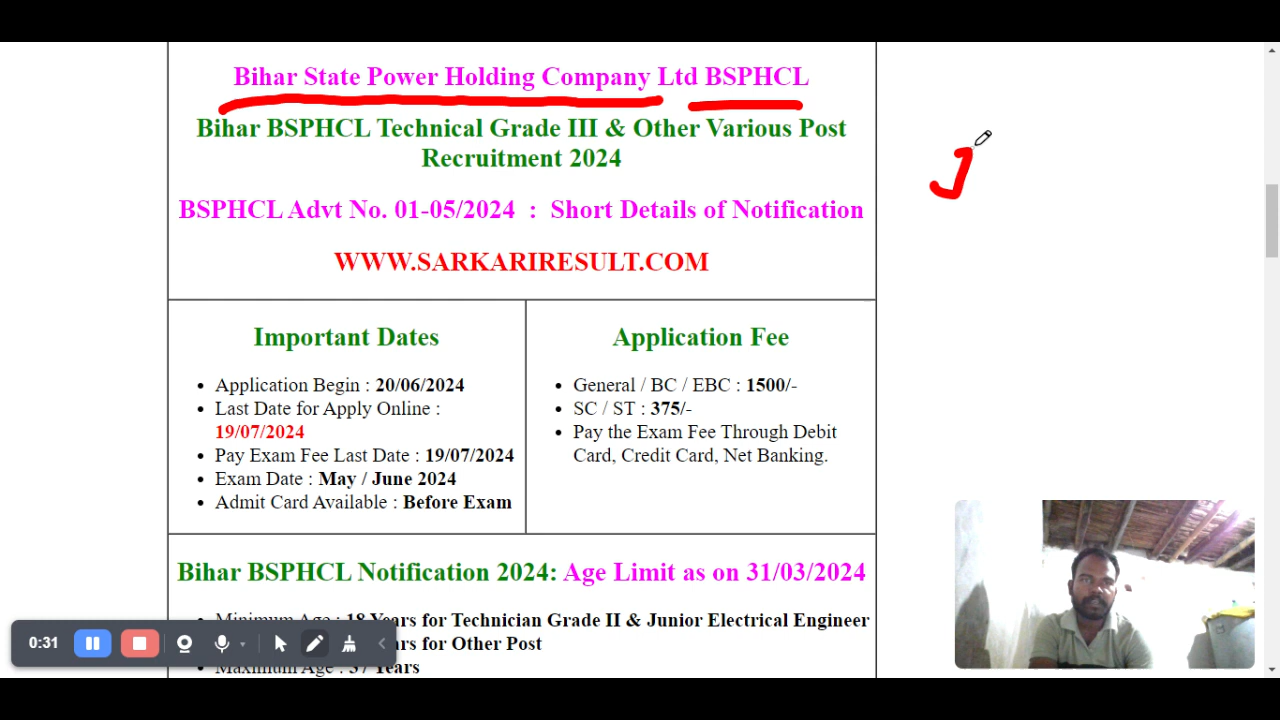 Bihar State Power Holding Company Ltd BSPHCL
Bihar BSPHCL Technical Grade III & Other Various Post
Recruitment 2024
BSPHCL Advt No. 01-05/2024 : Short Details of Notification
WWW.SARKARIRESULT.COM
J
Important Dates
• Application Begin : 20/06/2024
• Last Date for Apply Online :
19/07/2024
• Pay Exam Fee Last Date : 19/07/2024
• Exam Date : May / June 2024
• Admit Card Available : Before Exam
Application Fee
• General / BC / EBC : 1500/-
• SC / ST : 375/-
• Pay the Exam Fee Through Debit
Card, Credit Card, Net Banking.
Bihar BSPHCL Notification 2024: Age Limit as on 31/03/2024
• Minimum Age : 18 Years for Technician Grade II & Junior Electrical Engineer
for Other Post
• Maximum Age : 37 Years
0:31